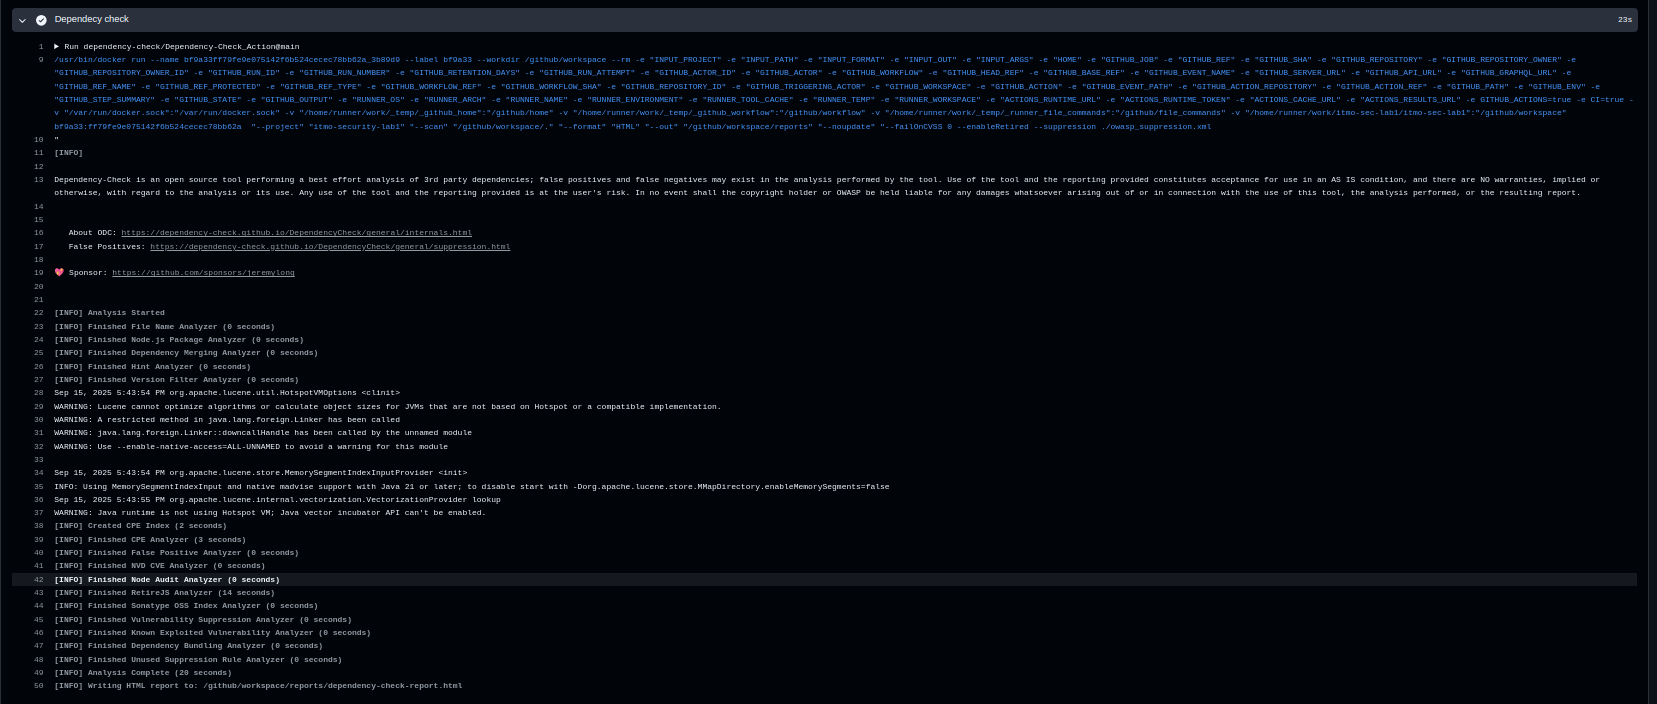 Dependecy check
23s
1 ▶ Run dependency-check/Dependency-Check_Action@main
9 /usr/bin/docker run --name bf9a33ff79fe9e075142f6b524cecec78bb62a_3b89d9 --label bf9a33 --workdir /github/workspace --rm -e "INPUT_PROJECT" -e "INPUT_PATH" -e "INPUT_FORMAT" -e "INPUT_OUT" -e "INPUT_ARGS" -e "HOME" -e "GITHUB_JOB" -e "GITHUB_REF" -e "GITHUB_SHA" -e "GITHUB_REPOSITORY" -e "GITHUB_REPOSITORY_OWNER" -e
"GITHUB_REPOSITORY_OWNER_ID" -e "GITHUB_RUN_ID" -e "GITHUB_RUN_NUMBER" -e "GITHUB_RETENTION_DAYS" -e "GITHUB_RUN_ATTEMPT" -e "GITHUB_ACTOR_ID" -e "GITHUB_ACTOR" -e "GITHUB_WORKFLOW" -e "GITHUB_HEAD_REF" -e "GITHUB_BASE_REF" -e "GITHUB_EVENT_NAME" -e "GITHUB_SERVER_URL" -e "GITHUB_API_URL" -e "GITHUB_GRAPHQL_URL" -e
"GITHUB_REF_NAME" -e "GITHUB_REF_PROTECTED" -e "GITHUB_REF_TYPE" -e "GITHUB_WORKFLOW_REF" -e "GITHUB_WORKFLOW_SHA" -e "GITHUB_REPOSITORY_ID" -e "GITHUB_TRIGGERING_ACTOR" -e "GITHUB_WORKSPACE" -e "GITHUB_ACTION" -e "GITHUB_EVENT_PATH" -e "GITHUB_ACTION_REPOSITORY" -e "GITHUB_ACTION_REF" -e "GITHUB_PATH" -e "GITHUB_ENV" -e
"GITHUB_STEP_SUMMARY" -e "GITHUB_STATE" -e "GITHUB_OUTPUT" -e "RUNNER_OS" -e "RUNNER_ARCH" -e "RUNNER_NAME" -e "RUNNER_ENVIRONMENT" -e "RUNNER_TOOL_CACHE" -e "RUNNER_TEMP" -e "RUNNER_WORKSPACE" -e "ACTIONS_RUNTIME_URL" -e "ACTIONS_RUNTIME_TOKEN" -e "ACTIONS_CACHE_URL" -e "ACTIONS_RESULTS_URL" -e GITHUB_ACTIONS=true -e CI=true -
v "/var/run/docker.sock":"/var/run/docker.sock" -v "/home/runner/work/_temp/_github_home":"/github/home" -v "/home/runner/work/_temp/_github_workflow":"/github/workflow" -v "/home/runner/work/_temp/_runner_file_commands":"/github/file_commands" -v "/home/runner/work/itmo-sec-lab1/itmo-sec-lab1":"/github/workspace"
bf9a33:ff79fe9e075142f6b524cecec78bb62a  "--project" "itmo-security-lab1" "--scan" "/github/workspace/." "--format" "HTML" "--out" "/github/workspace/reports" "--noupdate" "--failOnCVSS 0 --enableRetired --suppression ./owasp_suppression.xml
10 "
11 [INFO]
12
13 Dependency-Check is an open source tool performing a best effort analysis of 3rd party dependencies; false positives and false negatives may exist in the analysis performed by the tool. Use of the tool and the reporting provided constitutes acceptance for use in an AS IS condition, and there are NO warranties, implied or
otherwise, with regard to the analysis or its use. Any use of the tool and the reporting provided is at the user's risk. In no event shall the copyright holder or OWASP be held liable for any damages whatsoever arising out of or in connection with the use of this tool, the analysis performed, or the resulting report.
14
15
16 About ODC: https://dependency-check.github.io/DependencyCheck/general/internals.html
17 False Positives: https://dependency-check.github.io/DependencyCheck/general/suppression.html
18
19 💖 Sponsor: https://github.com/sponsors/jeremylong
20
21
22 [INFO] Analysis Started
23 [INFO] Finished File Name Analyzer (0 seconds)
24 [INFO] Finished Node.js Package Analyzer (0 seconds)
25 [INFO] Finished Dependency Merging Analyzer (0 seconds)
26 [INFO] Finished Hint Analyzer (0 seconds)
27 [INFO] Finished Version Filter Analyzer (0 seconds)
28 Sep 15, 2025 5:43:54 PM org.apache.lucene.util.HotspotVMOptions <clinit>
29 WARNING: Lucene cannot optimize algorithms or calculate object sizes for JVMs that are not based on Hotspot or a compatible implementation.
30 WARNING: A restricted method in java.lang.foreign.Linker has been called
31 WARNING: java.lang.foreign.Linker::downcallHandle has been called by the unnamed module
32 WARNING: Use --enable-native-access=ALL-UNNAMED to avoid a warning for this module
33
34 Sep 15, 2025 5:43:54 PM org.apache.lucene.store.MemorySegmentIndexInputProvider <init>
35 INFO: Using MemorySegmentIndexInput and native madvise support with Java 21 or later; to disable start with -Dorg.apache.lucene.store.MMapDirectory.enableMemorySegments=false
36 Sep 15, 2025 5:43:55 PM org.apache.lucene.internal.vectorization.VectorizationProvider lookup
37 WARNING: Java runtime is not using Hotspot VM; Java vector incubator API can't be enabled.
38 [INFO] Created CPE Index (2 seconds)
39 [INFO] Finished CPE Analyzer (3 seconds)
40 [INFO] Finished False Positive Analyzer (0 seconds)
41 [INFO] Finished NVD CVE Analyzer (0 seconds)
42 [INFO] Finished Node Audit Analyzer (0 seconds)
43 [INFO] Finished RetireJS Analyzer (14 seconds)
44 [INFO] Finished Sonatype OSS Index Analyzer (0 seconds)
45 [INFO] Finished Vulnerability Suppression Analyzer (0 seconds)
46 [INFO] Finished Known Exploited Vulnerability Analyzer (0 seconds)
47 [INFO] Finished Dependency Bundling Analyzer (0 seconds)
48 [INFO] Finished Unused Suppression Rule Analyzer (0 seconds)
49 [INFO] Analysis Complete (20 seconds)
50 [INFO] Writing HTML report to: /github/workspace/reports/dependency-check-report.html